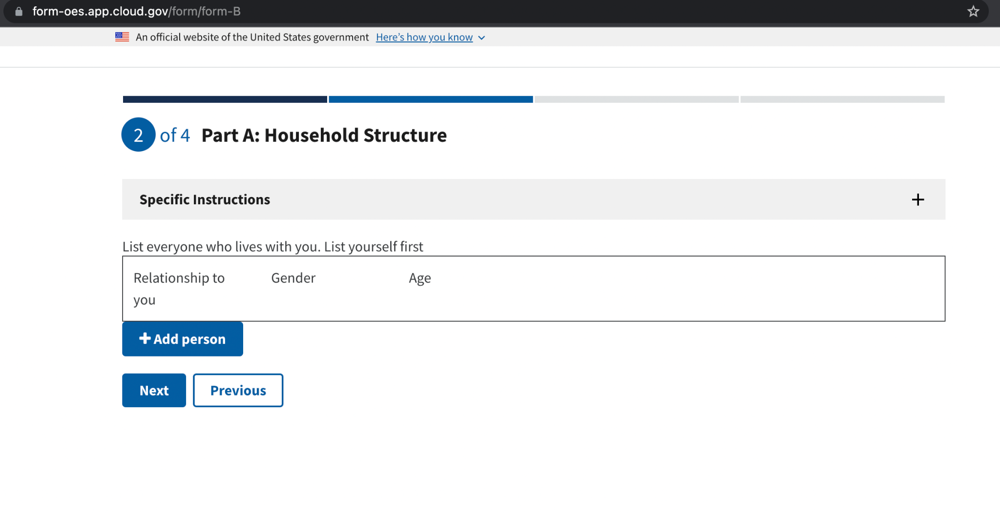 form-oes.app.cloud.gov/form/form-B
An official website of the United States government Here’s how you know
2 of 4 Part A: Household Structure
Specific Instructions
List everyone who lives with you. List yourself first
Relationship to you
Gender
Age
Add person
Next
Previous